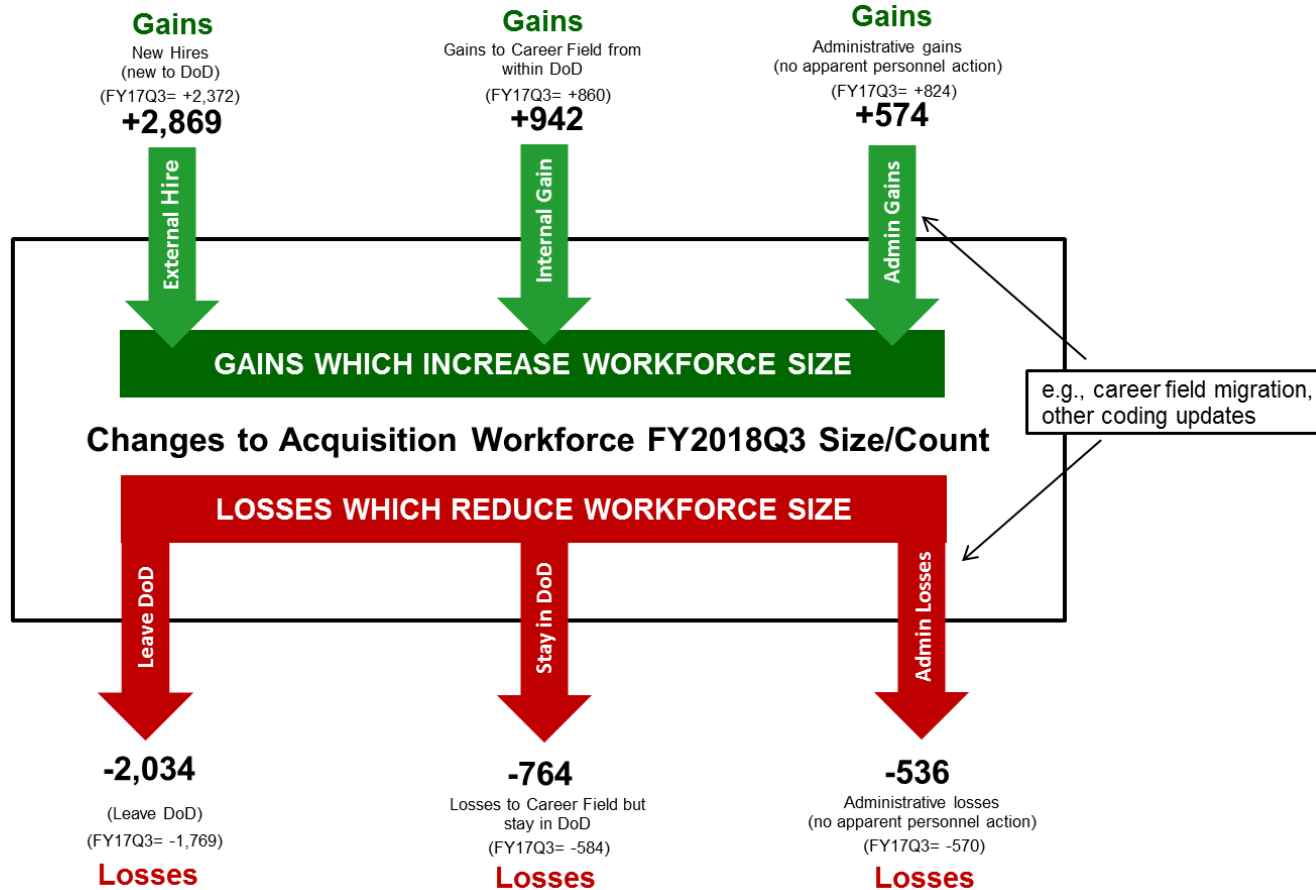 Gains
New Hires
(new to DoD)
(FY17Q3= +2,372)
+2,869
Gains
Gains to Career Field from
within DoD
(FY17Q3= +860)
+942
Gains
Administrative gains
(no apparent personnel action)
(FY17Q3= +824)
+574
External Hire
Internal Gain
Admin Gains
GAINS WHICH INCREASE WORKFORCE SIZE
e.g., career field migration,
other coding updates
Changes to Acquisition Workforce FY2018Q3 Size/Count
LOSSES WHICH REDUCE WORKFORCE SIZE
Leave DoD
Stay in DoD
Admin Losses
-2,034
(Leave DoD)
(FY17Q3= -1,769)
Losses
-764
Losses to Career Field but
stay in DoD
(FY17Q3= -584)
Losses
-536
Administrative losses
(no apparent personnel action)
(FY17Q3= -570)
Losses